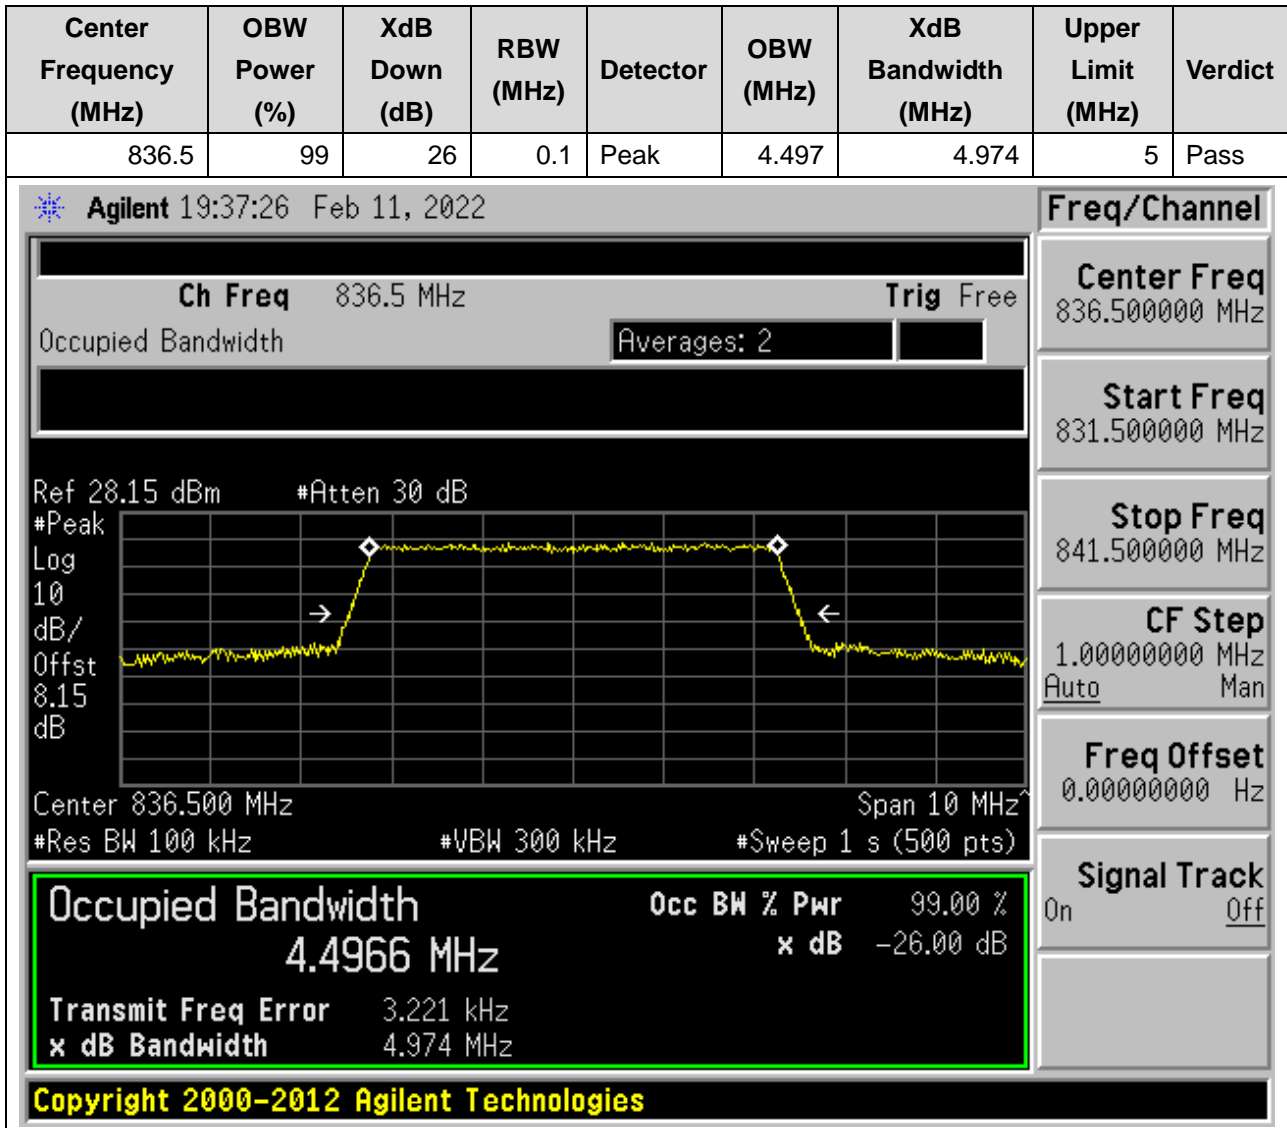 Center Frequency (MHz) OBW Power (%) XdB Down (dB) RBW (MHz) Detector OBW (MHz) XdB Bandwidth (MHz) Upper Limit (MHz) Verdict
836.5 99 26 0.1 Peak 4.497 4.974 5 Pass
Agilent 19:37:26 Feb 11, 2022
Freq/Channel
Ch Freq 836.5 MHz Trig Free
Occupied Bandwidth Averages: 2
Center Freq
836.500000 MHz
Start Freq
831.500000 MHz
Stop Freq
841.500000 MHz
CF Step
1.00000000 MHz
Auto Man
Freq Offset
0.00000000 Hz
Signal Track
On Off
Ref 28.15 dBm #Atten 30 dB
#Peak
Log
10
dB/
Offst
8.15
dB
Center 836.500 MHz Span 10 MHz^
#Res BW 100 kHz #VBW 300 kHz #Sweep 1 s (500 pts)
Occupied Bandwidth Occ BW % Pwr 99.00 %
4.4966 MHz x dB -26.00 dB
Transmit Freq Error 3.221 kHz
x dB Bandwidth 4.974 MHz
Copyright 2000-2012 Agilent Technologies